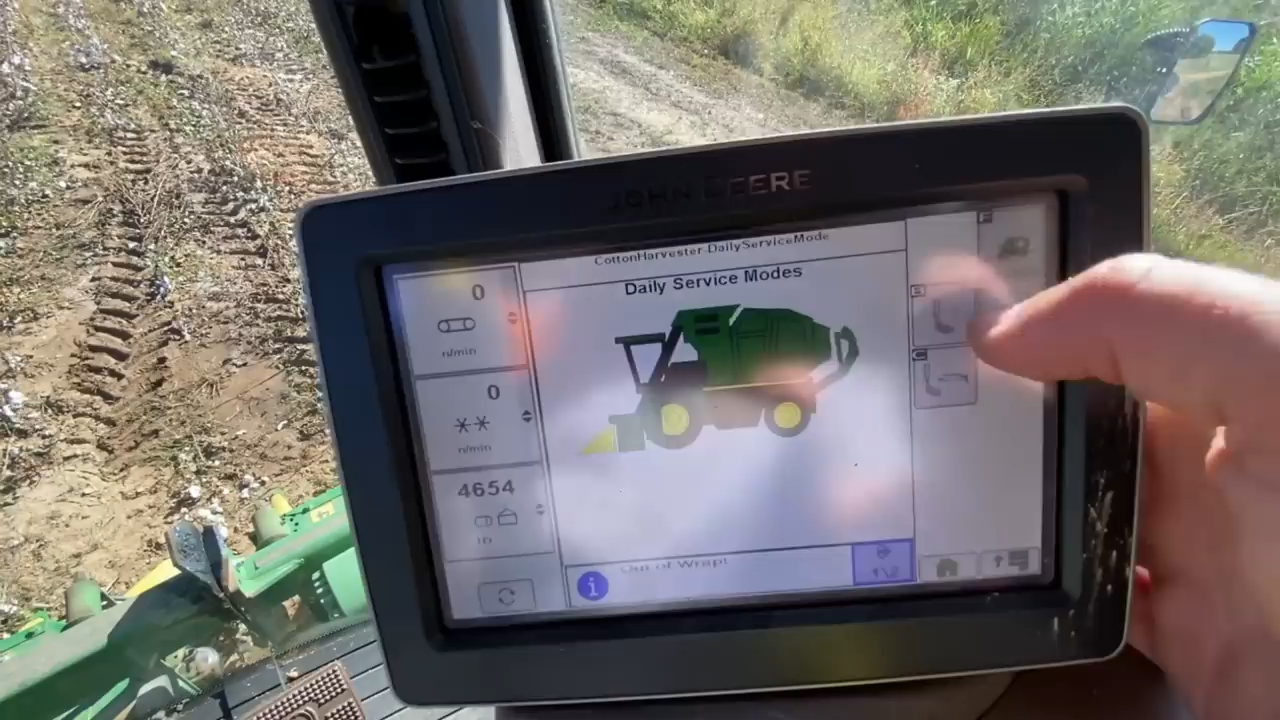 JOHN DEERE
CottonHarvester-DailyServiceMode
Daily Service Modes
0
n/min
0
n/min
4654
lb
i
Out of Wrap!
E
C